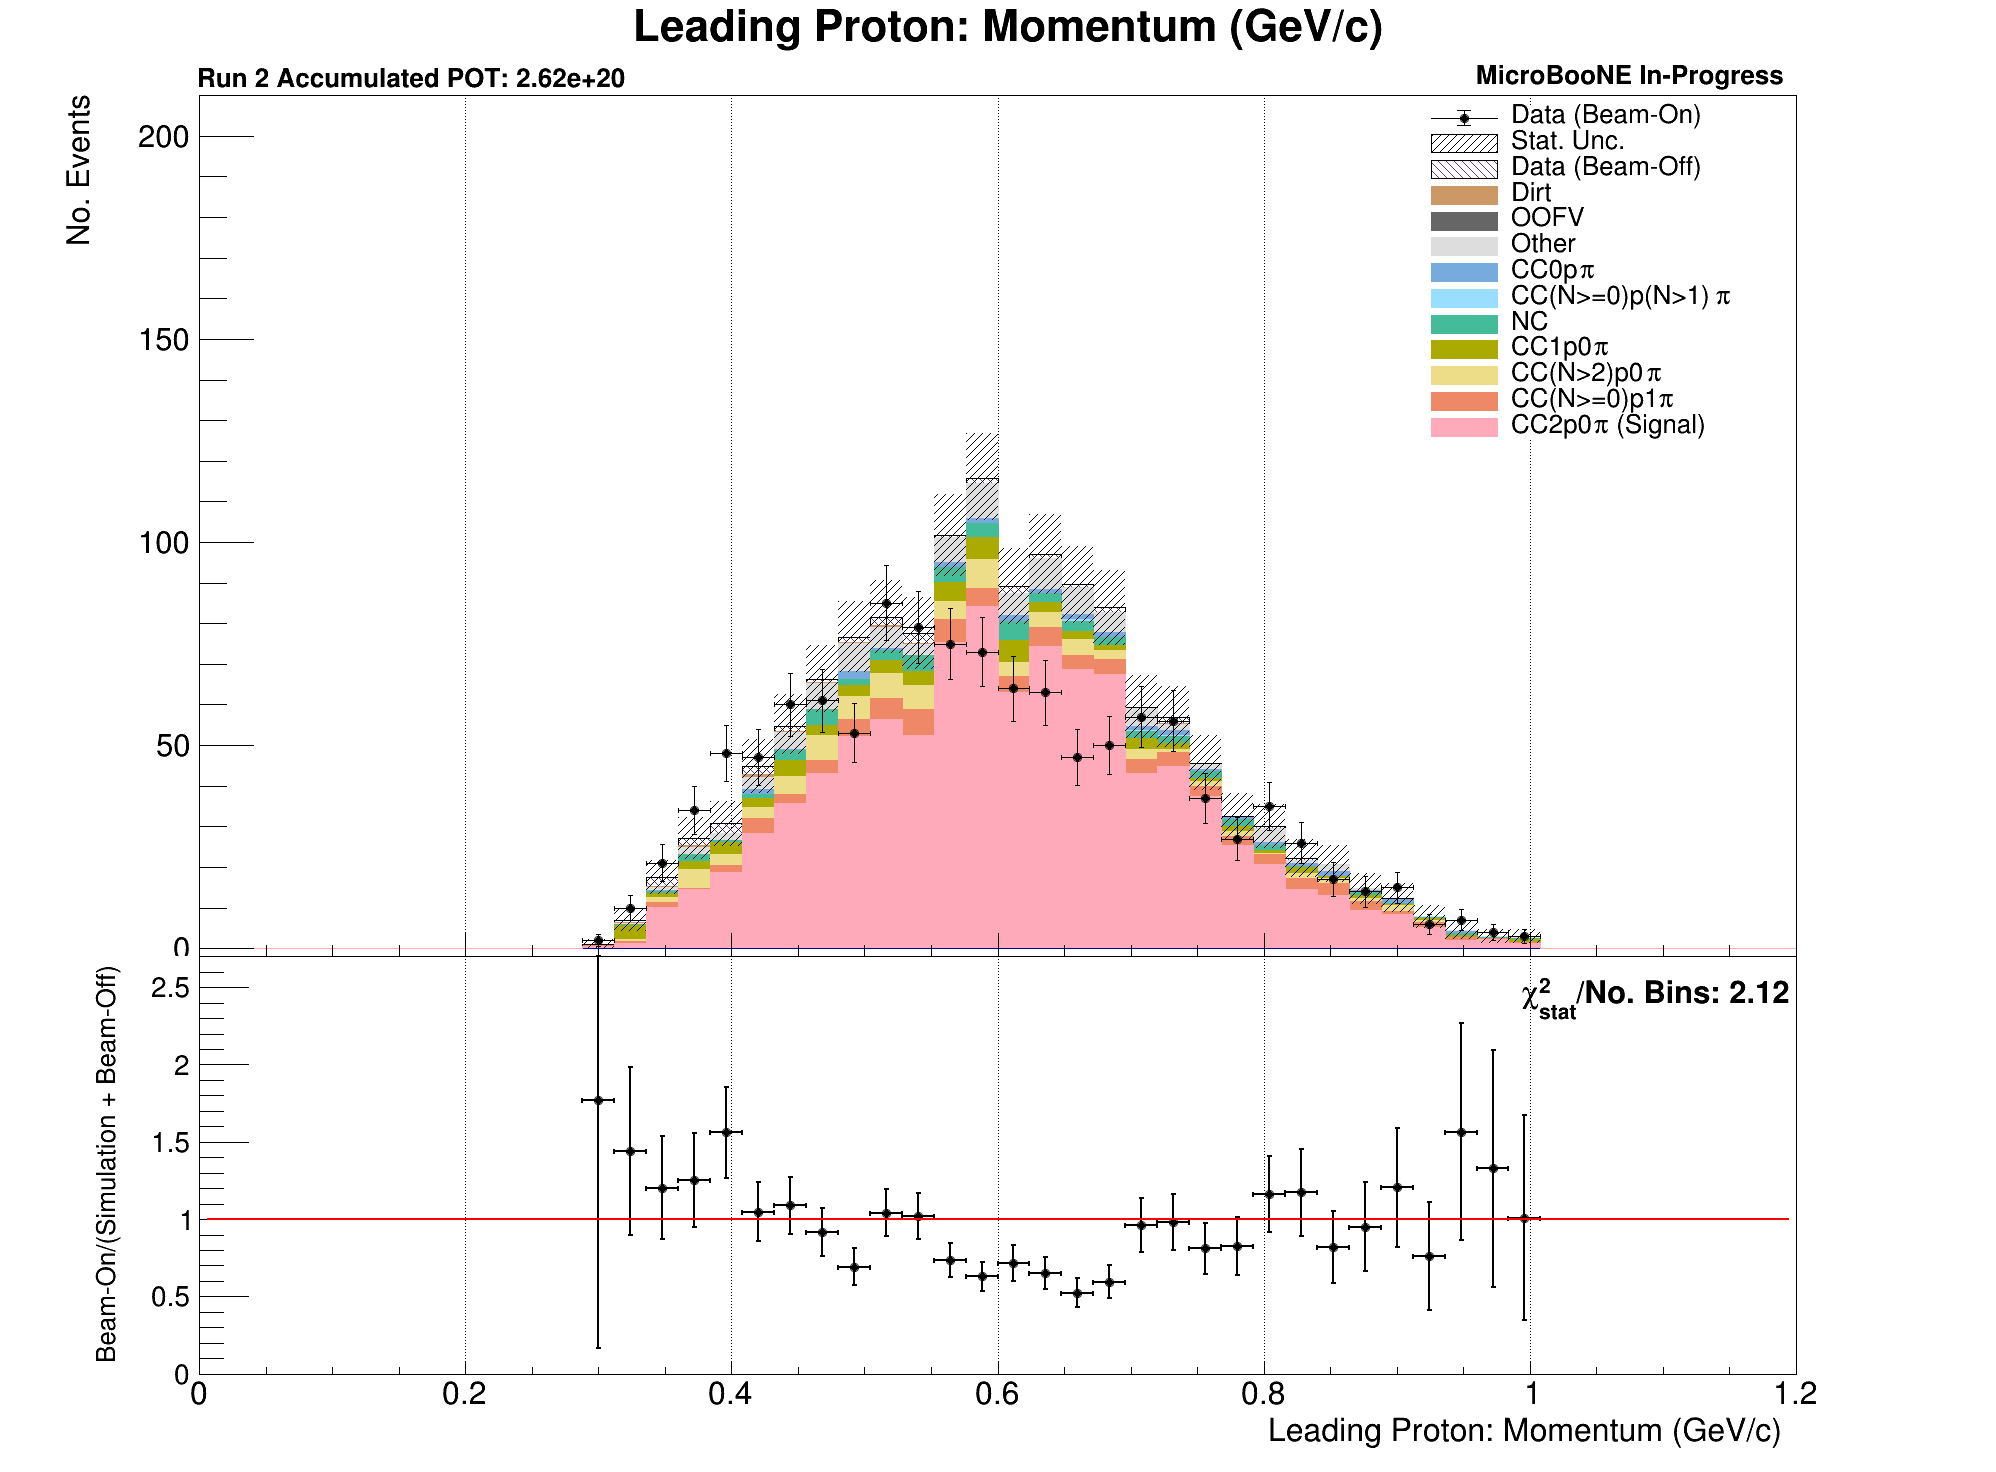 Leading Proton: Momentum (GeV/c)
Run 2 Accumulated POT: 2.62e+20
MicroBooNE In-Progress
No. Events
200
150
100
50
0
Data (Beam-On)
Stat. Unc.
Data (Beam-Off)
Dirt
OOFV
Other
CC0pπ
CC(N>=0)p(N>1) π
NC
CC1p0π
CC(N>2)p0π
CC(N>=0)p1π
CC2p0π (Signal)
Beam-On/(Simulation + Beam-Off)
2.5
2
1.5
1
0.5
0
χ²stat/No. Bins: 2.12
0 0.2 0.4 0.6 0.8 1 1.2
Leading Proton: Momentum (GeV/c)